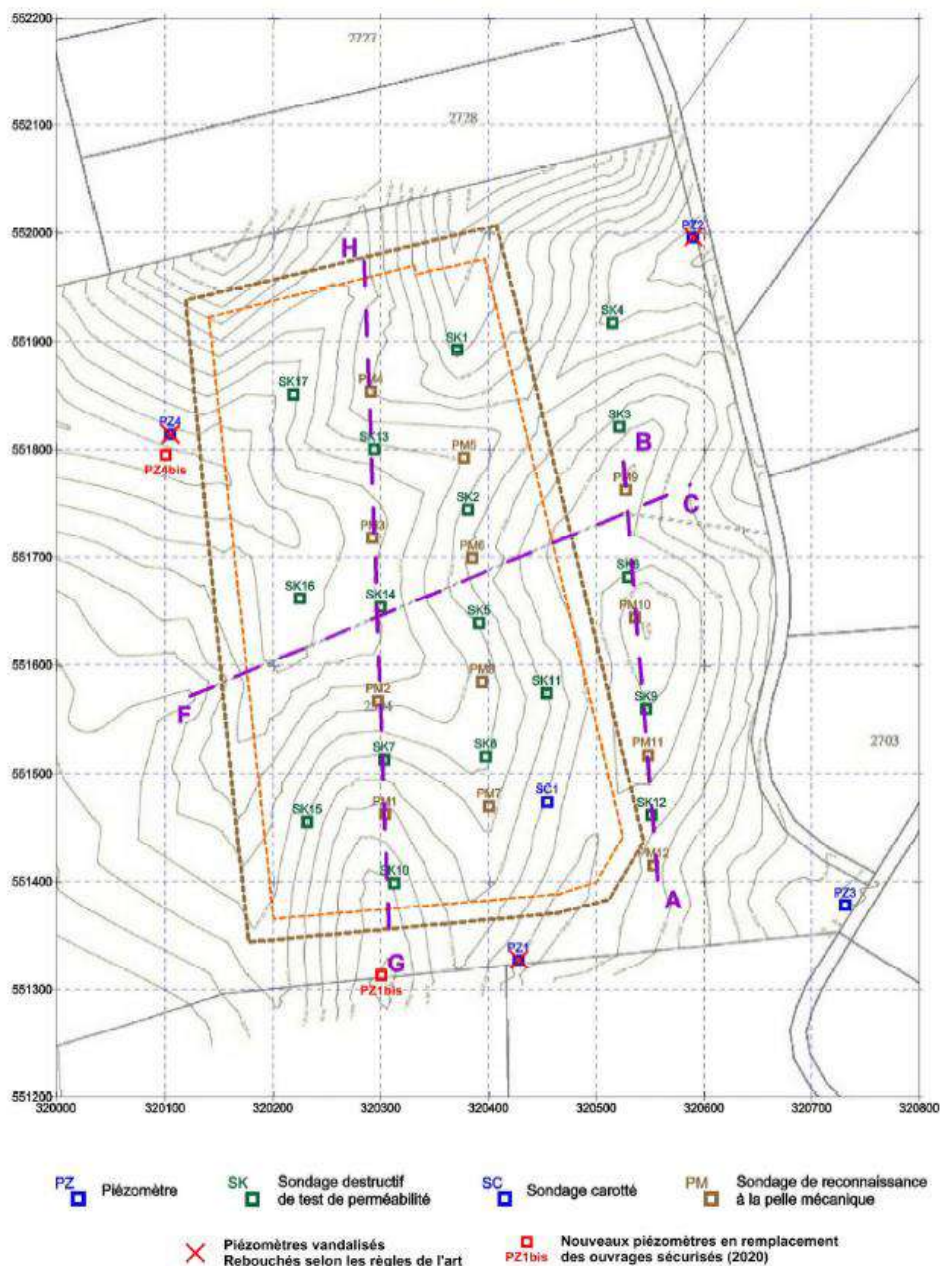 552200
2727
552100
2728
552000
PZ2
H
551900
SK4
SK1
PM4
SK17
PZ4
SK3
551800
SK13
B
PM5
PZ4bis
PM9
SK2
C
PM3
551700
PM6
SK16
SK14
PM10
SK5
551600
PM8
SK11
PM2
F
SK9
2703
SK7
SK6
PM11
551500
SC1
PM1
PM7
SK15
SK12
PM12
551400
SK10
A
PZ3
G
PZ1
551300
PZ1bis
551200
320000 320100 320200 320300 320400 320500 320600 320700 320800
PZ Piézomètre
SK Sondage destructif
de test de perméabilité
SC Sondage carotté
PM Sondage de reconnaissance
à la pelle mécanique
Piézomètres vandalisés
Rebouchés selon les règles de l'art
PZ1bis Nouveaux piézomètres en remplacement
des ouvrages sécurisés (2020)